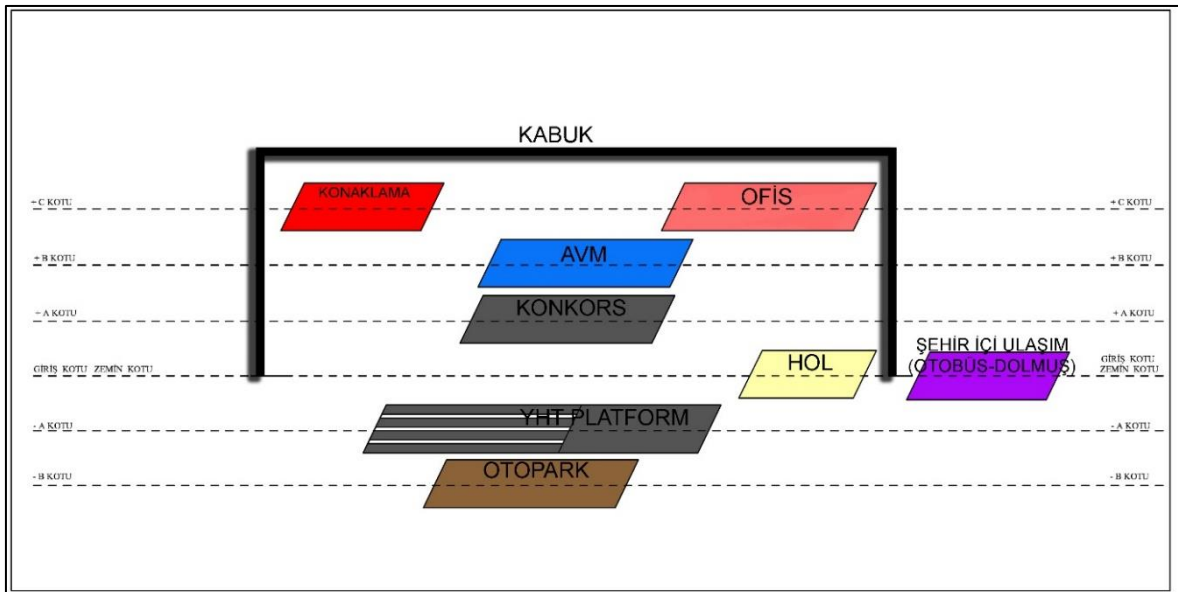 KABUK
KONAKLAMA
OFİS
+ C KOTU
+ C KOTU
AVM
+ B KOTU
+ B KOTU
KONKORS
+ A KOTU
+ A KOTU
ŞEHİR İÇİ ULAŞIM
(OTOBÜS-DOLMUŞ)
HOL
GİRİŞ KOTU ZEMİN KOTU
GİRİŞ KOTU
ZEMİN KOTU
YHT PLATFORM
- A KOTU
- A KOTU
OTOPARK
- B KOTU
- B KOTU